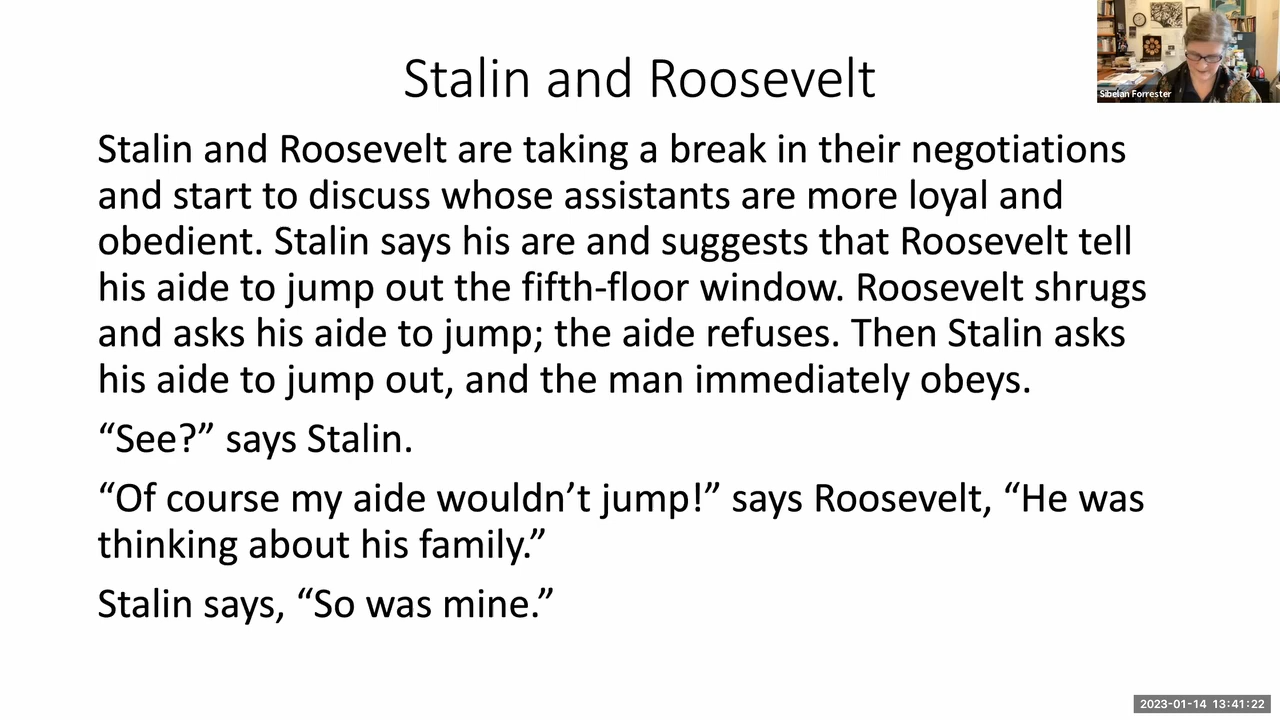 Stalin and Roosevelt
Sibelan Forrester
Stalin and Roosevelt are taking a break in their negotiations
and start to discuss whose assistants are more loyal and
obedient. Stalin says his are and suggests that Roosevelt tell
his aide to jump out the fifth-floor window. Roosevelt shrugs
and asks his aide to jump; the aide refuses. Then Stalin asks
his aide to jump out, and the man immediately obeys.
“See?” says Stalin.
“Of course my aide wouldn’t jump!” says Roosevelt, “He was
thinking about his family.”
Stalin says, “So was mine.”
2023-01-14 13:41:22